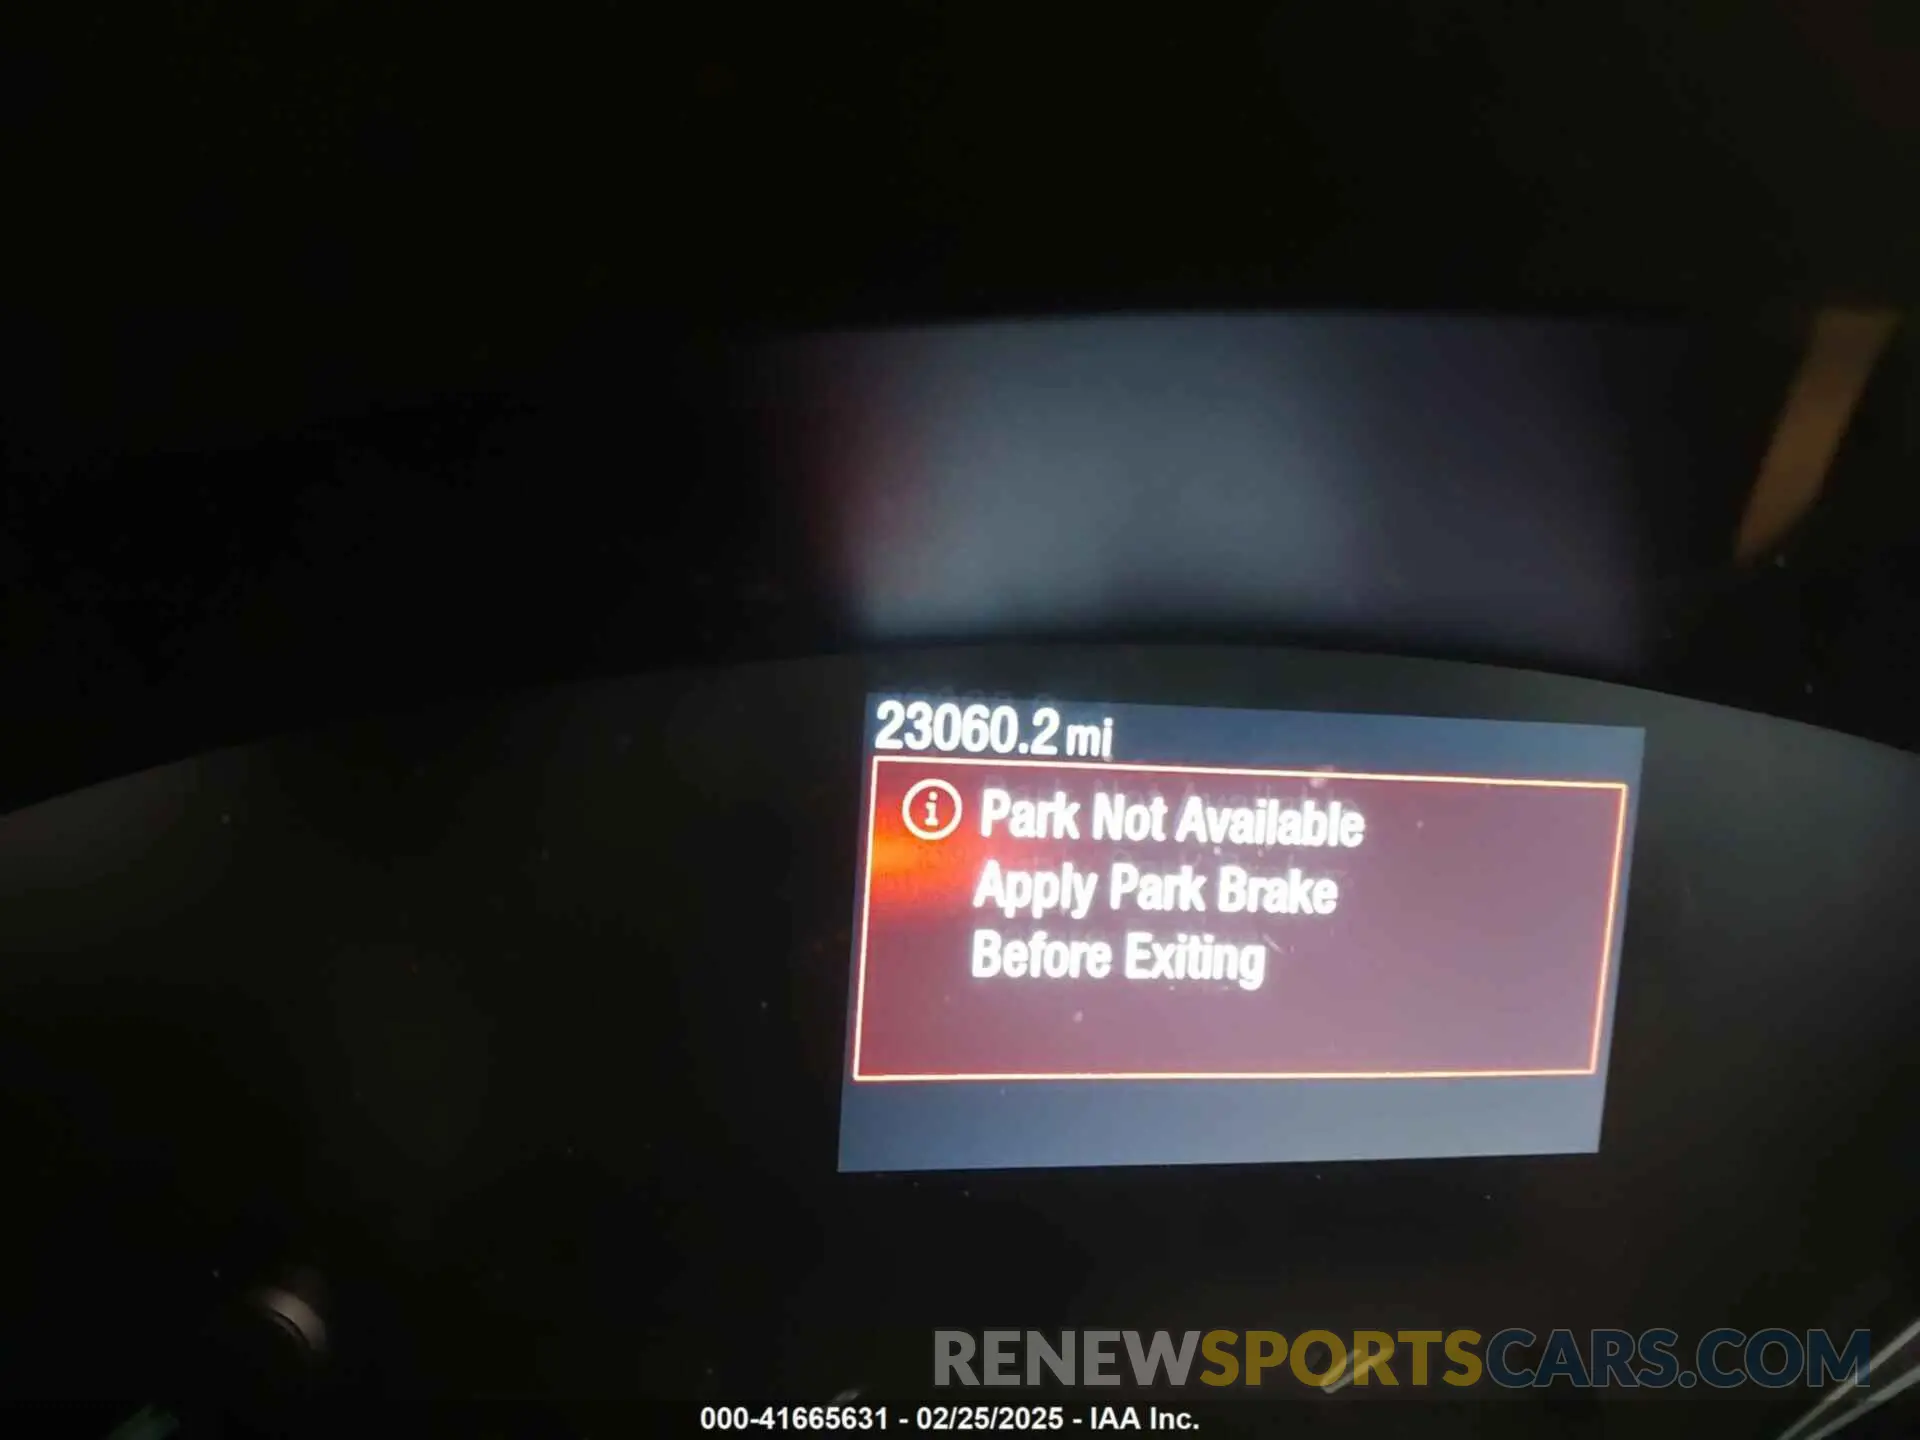 23060.2 mi
Park Not Available
Apply Park Brake
Before Exiting
RENEWSPORTSCARS.COM
000-41665631 - 02/25/2025 - IAA Inc.